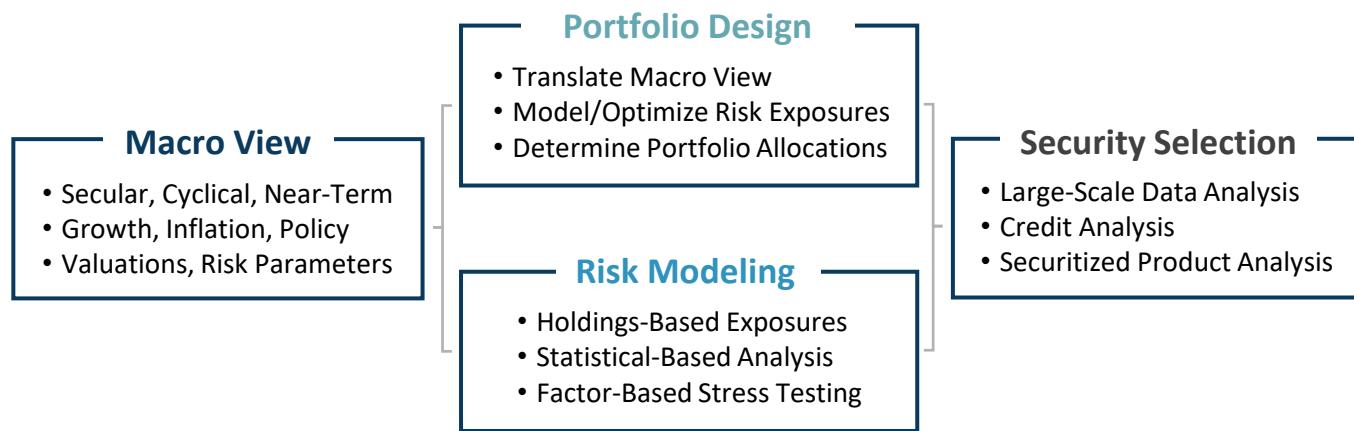 Macro View
• Secular, Cyclical, Near-Term
• Growth, Inflation, Policy
• Valuations, Risk Parameters
Portfolio Design
• Translate Macro View
• Model/Optimize Risk Exposures
• Determine Portfolio Allocations
Risk Modeling
• Holdings-Based Exposures
• Statistical-Based Analysis
• Factor-Based Stress Testing
Security Selection
• Large-Scale Data Analysis
• Credit Analysis
• Securitized Product Analysis